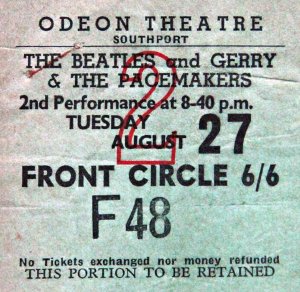 ODEON THEATRE
SOUTHPORT
THE BEATLES and GERRY
& THE PACEMAKERS
2nd Performance at 8-40 p.m.
TUESDAY
AUGUST 27
2
FRONT CIRCLE 6/6
F 48
No Tickets exchanged nor money refunded
THIS PORTION TO BE RETAINED